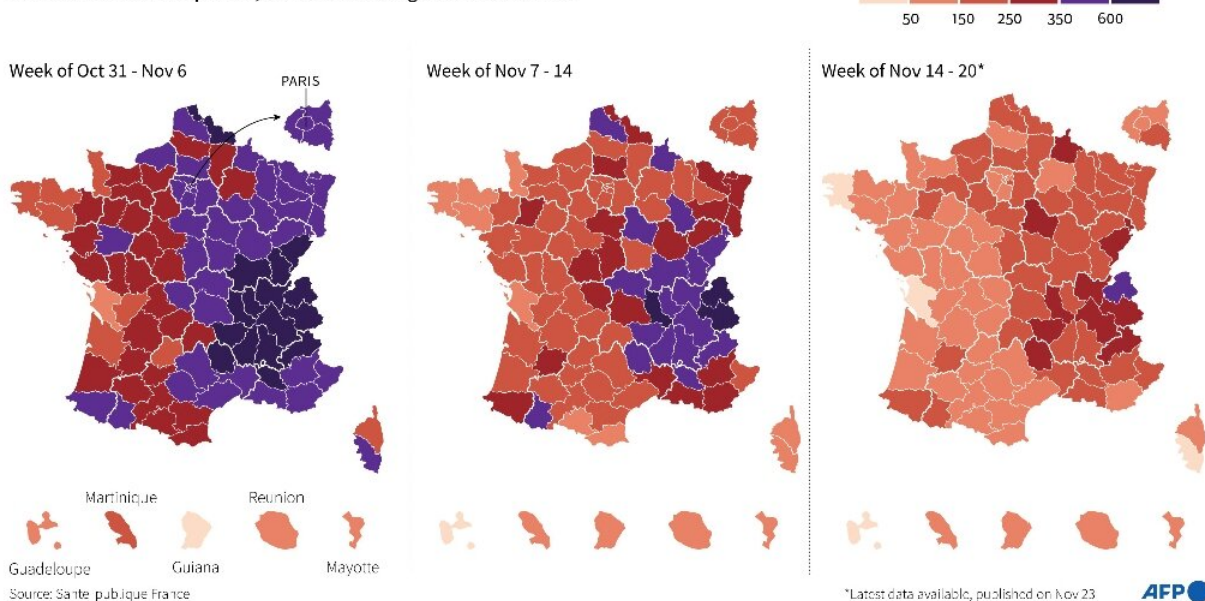 50 150 250 350 600
Week of Oct 31 - Nov 6
Week of Nov 7 - 14
Week of Nov 14 - 20*
PARIS
Martinique
Reunion
Guadeloupe
Guiana
Mayotte
Source: Sante publique France
*Latest data available, published on Nov 23
AFP